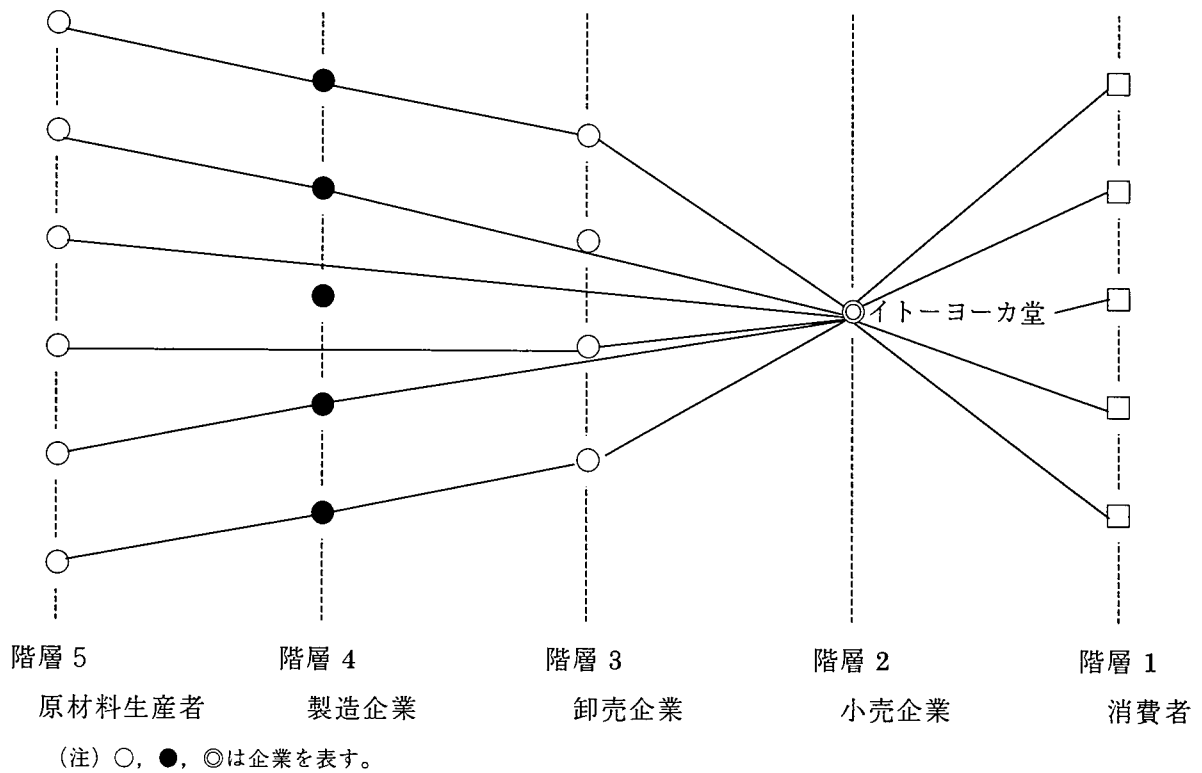 イトーヨーカ堂
階層 5
階層 4
階層 3
階層 2
階層 1
原材料生産者
製造企業
卸売企業
小売企業
消費者
(注) ○, ●, ◎は企業を表す。